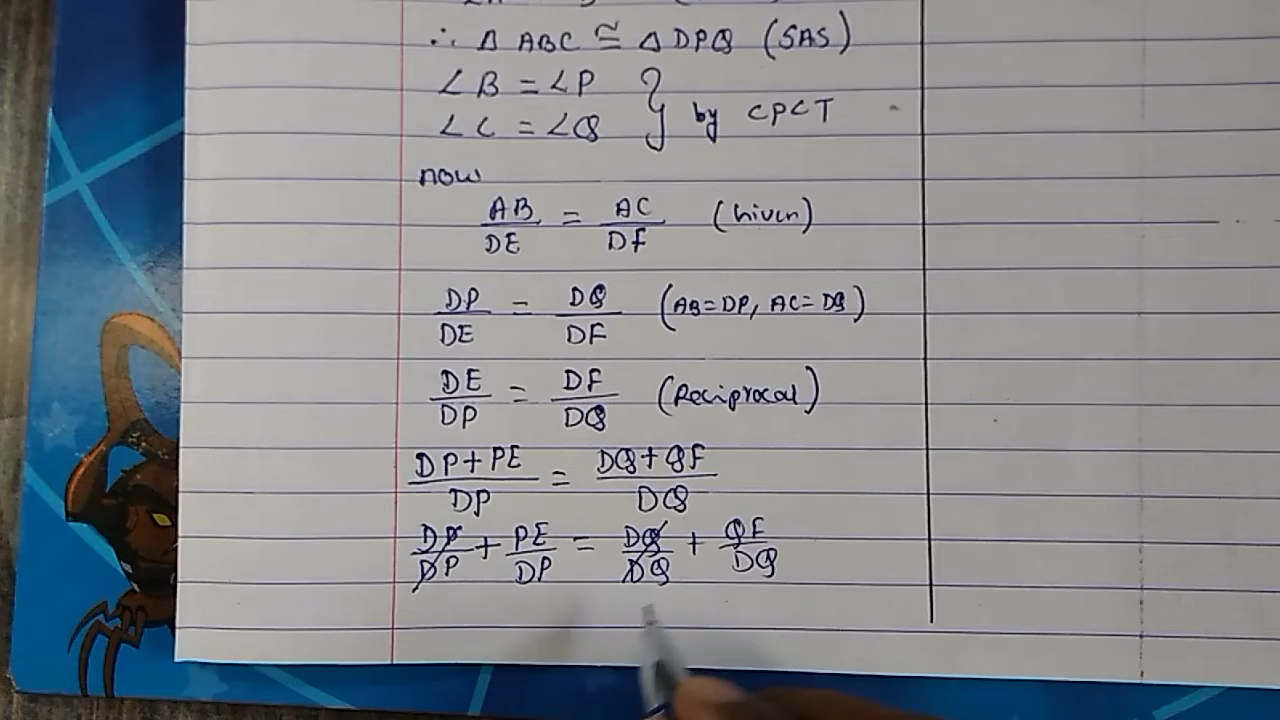 ∴ Δ ABC ≅ Δ DPQ (SAS)
∠B = ∠P
∠C = ∠Q } by CPCT
now
AB/DE = AC/DF (Given)
DP/DE = DQ/DF (AB=DP, AC=DQ)
DE/DP = DF/DQ (Reciprocal)
DP+PE/DP = DQ+QF/DQ
DP/DP + PE/DP = DQ/DQ + QF/DQ